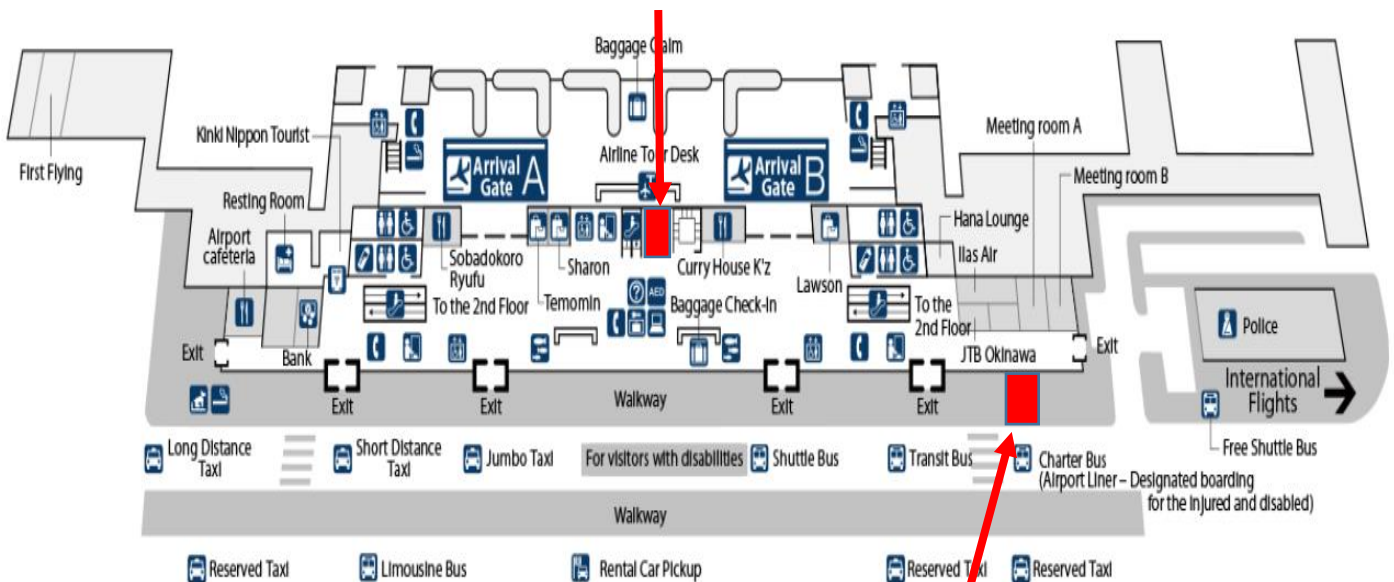 Baggage Claim
Kinki Nippon Tourist
Meeting room A
First Flying
Arrival Gate A
Airline Tour Desk
Arrival Gate B
Meeting room B
Resting Room
Hana Lounge
Airport
cafeteria
Sobadokoro
Ryufu
Sharon
Curry House K'z
Lawson
Ilas Air
To the 2nd Floor
Temomin
?
AED
Baggage Check-In
To the
2nd Floor
Police
Exit
Bank
JTB Okinawa
Exit
International
Flights
Exit
Exit
Walkway
Exit
Exit
Long Distance
Taxi
Short Distance
Taxi
Jumbo Taxi
For visitors with disabilities
Shuttle Bus
Transit Bus
Charter Bus
(Airport Liner – Designated boarding
for the injured and disabled)
Free Shuttle Bus
Walkway
Reserved Taxi
Limousine Bus
Rental Car Pickup
Reserved Taxi
Reserved Taxi